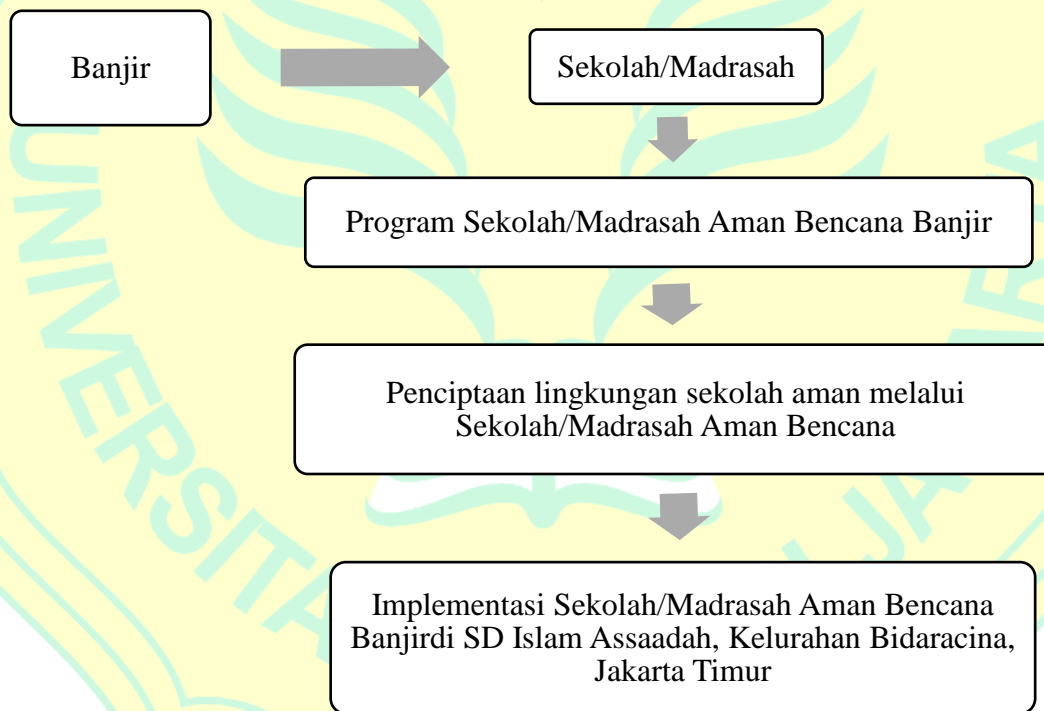 Banjir
Sekolah/Madrasah
Program Sekolah/Madrasah Aman Bencana Banjir
Penciptaan lingkungan sekolah aman melalui
Sekolah/Madrasah Aman Bencana
Implementasi Sekolah/Madrasah Aman Bencana
Banjirdi SD Islam Assaadah, Kelurahan Bidaracina,
Jakarta Timur